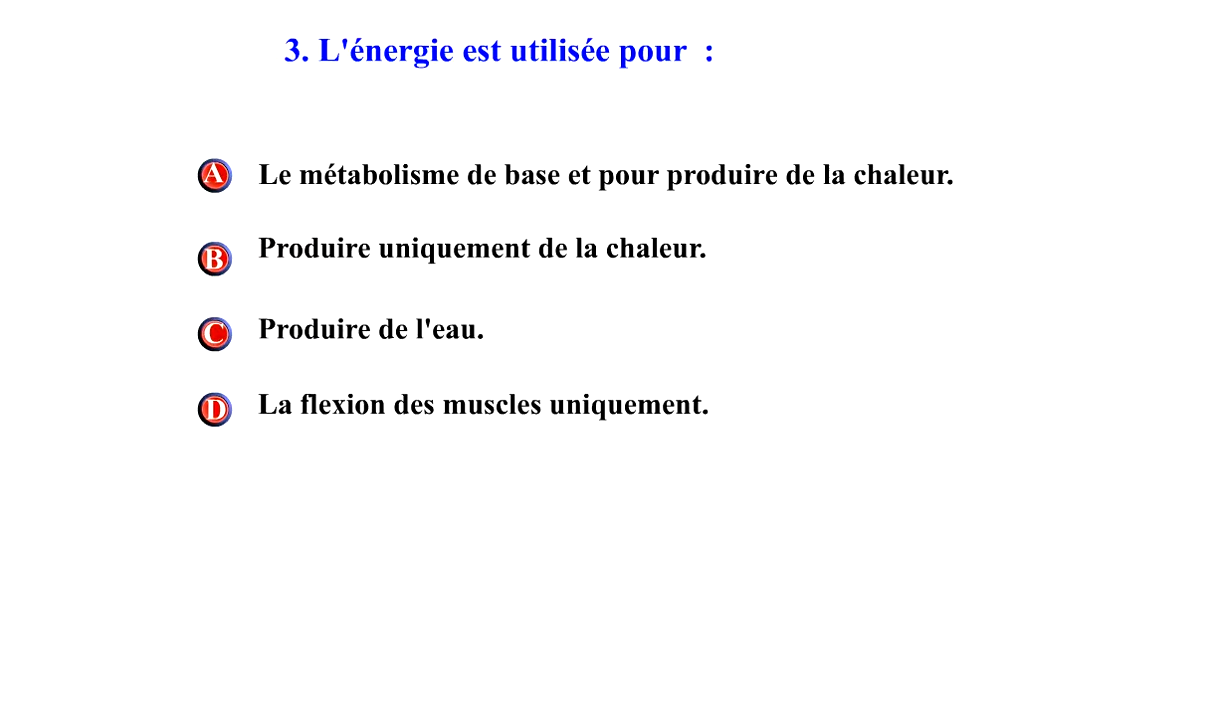 3. L'énergie est utilisée pour  :
A Le métabolisme de base et pour produire de la chaleur.
B Produire uniquement de la chaleur.
C Produire de l'eau.
D La flexion des muscles uniquement.